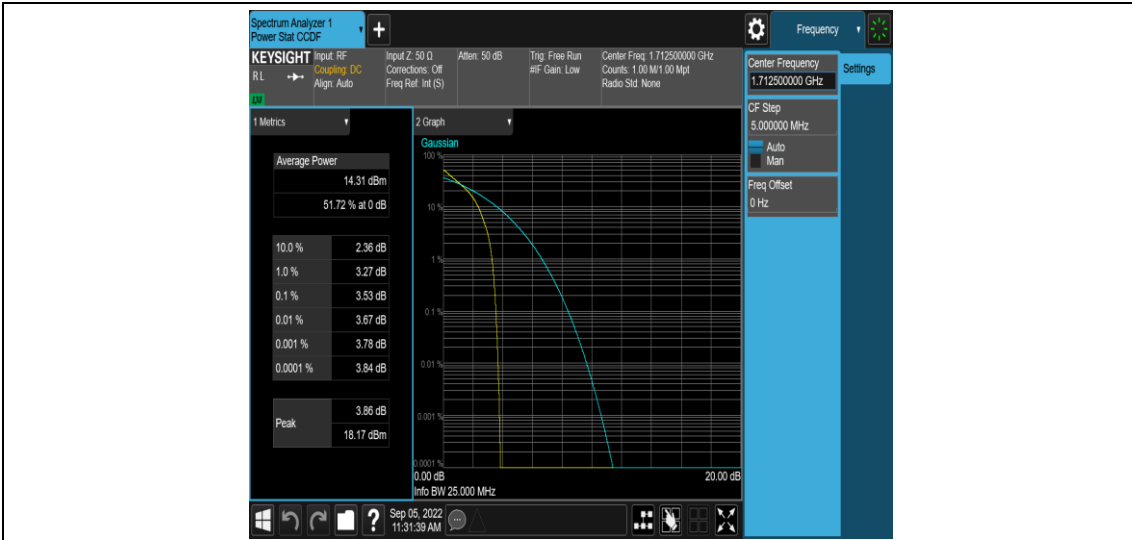 Spectrum Analyzer 1
Power Stat CCDF
+
Frequency
KEYSIGHT
RL
LXI
Input: RF
Coupling: DC
Align: Auto
Input Z: 50 Ω
Corrections: Off
Freq Ref: Int (S)
Atten: 50 dB
Trig: Free Run
#IF Gain: Low
Center Freq: 1.712500000 GHz
Counts: 1.00 M/1.00 Mpt
Radio Std: None
Center Frequency
1.712500000 GHz
Settings
CF Step
5.000000 MHz
Auto
Man
Freq Offset
0 Hz
1 Metrics
Average Power
14.31 dBm
51.72 % at 0 dB
10.0 % 2.36 dB
1.0 % 3.27 dB
0.1 % 3.53 dB
0.01 % 3.67 dB
0.001 % 3.78 dB
0.0001 % 3.84 dB
Peak
3.86 dB
18.17 dBm
2 Graph
Gaussian
100 %
10 %
1 %
0.1 %
0.01 %
0.001 %
0.0001 %
0.00 dB 20.00 dB
Info BW 25.000 MHz
?
Sep 05, 2022
11:31:39 AM